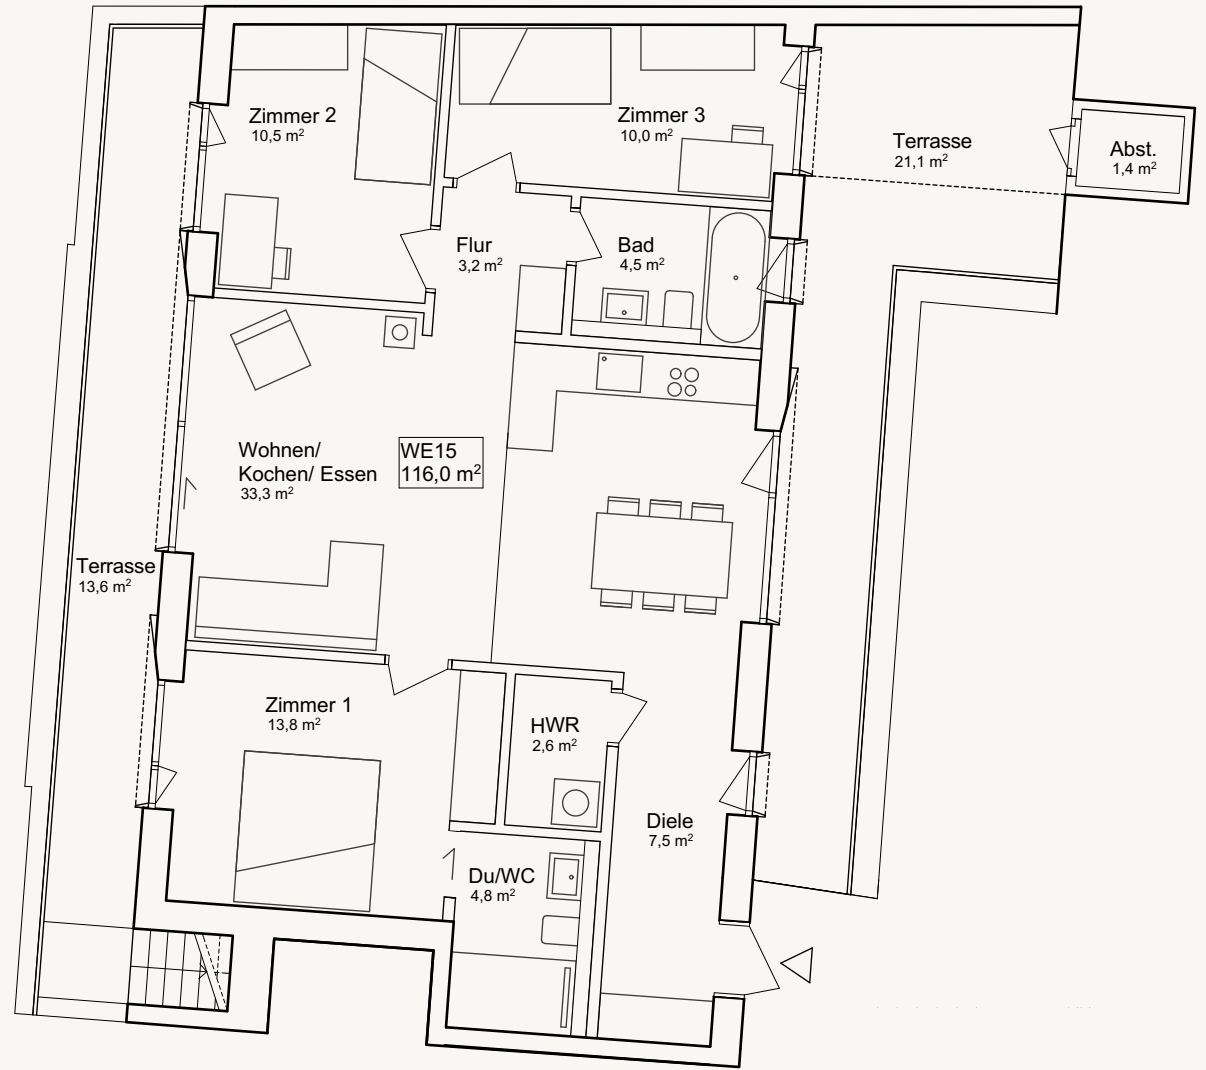 Zimmer 2
10,5 m²
Zimmer 3
10,0 m²
Terrasse
21,1 m²
Abst.
1,4 m²
Flur
3,2 m²
Bad
4,5 m²
Wohnen/
Kochen/ Essen
33,3 m²
WE15
116,0 m²
Terrasse
13,6 m²
Zimmer 1
13,8 m²
HWR
2,6 m²
Diele
7,5 m²
Du/WC
4,8 m²